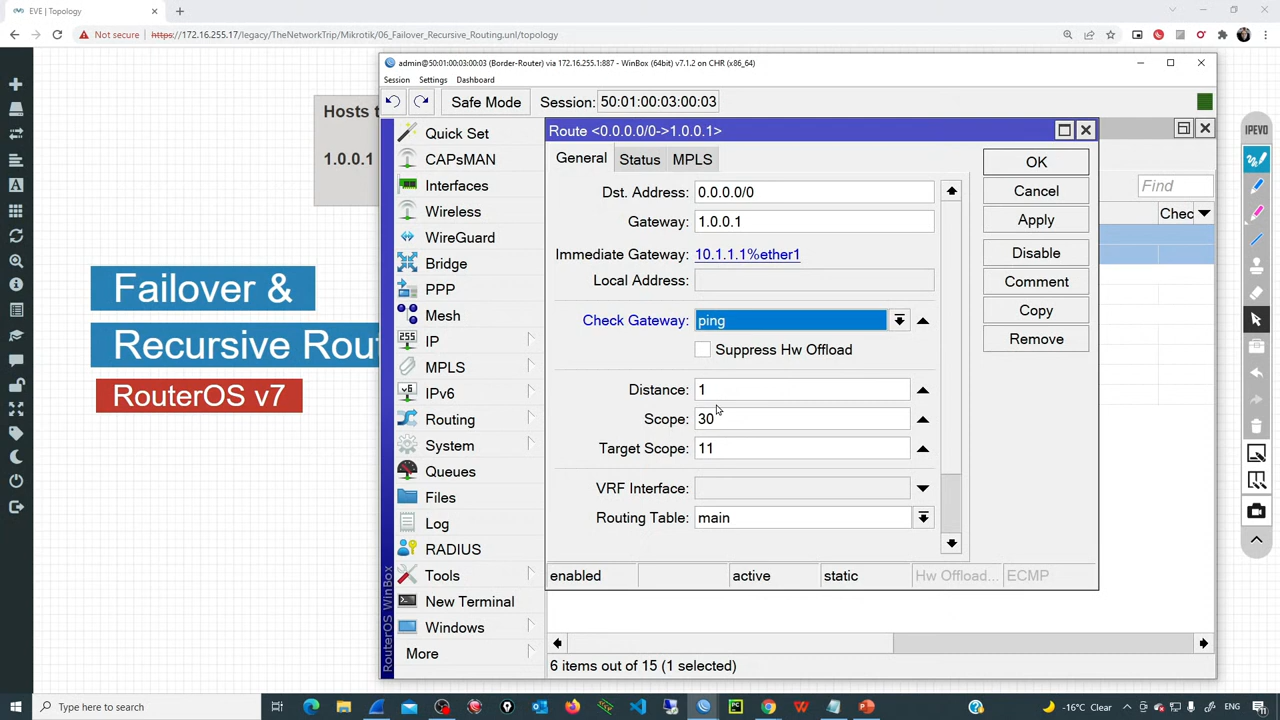 EVE | Topology
Not secure
https://172.16.255.17/legacy/TheNetworkTrip/Mikrotik/06_Failover_Recursive_Routing.unl/topology
Hosts t
1.0.0.1
Failover &
Recursive Rout
RouterOS v7
admin@50:01:00:03:00:03 (Border-Router) via 172.16.255.1:887 - WinBox (64bit) v7.1.2 on CHR (x86_64)
Session Settings Dashboard
Safe Mode Session: 50:01:00:03:00:03
RouterOS WinBox
Quick Set
CAPsMAN
Interfaces
Wireless
WireGuard
Bridge
PPP
Mesh
IP
MPLS
IPv6
Routing
System
Queues
Files
Log
RADIUS
Tools
New Terminal
Windows
More
Route <0.0.0.0/0->1.0.0.1>
General Status MPLS
Dst. Address: 0.0.0.0/0
Gateway: 1.0.0.1
Immediate Gateway: 10.1.1.1%ether1
Local Address:
Check Gateway: ping
Suppress Hw Offload
Distance: 1
Scope: 30
Target Scope: 11
VRF Interface:
Routing Table: main
enabled active static Hw Offload... ECMP
OK
Cancel
Apply
Disable
Comment
Copy
Remove
Find
Chec
6 items out of 15 (1 selected)
IPEVO
Type here to search
-16°C Clear
ENG